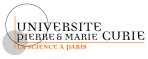 UNIVERSITE
PIERRE & MARIE CURIE
LA SCIENCE A PARIS